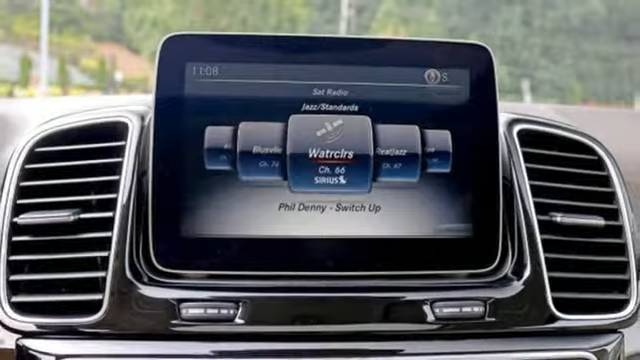 11:08
S
Sat Radio
Jazz/Standards
Watrclrs
Blusville
RealJazz
Ch. 74
Ch. 66
Ch. 67
SIRIUS
Phil Denny - Switch Up